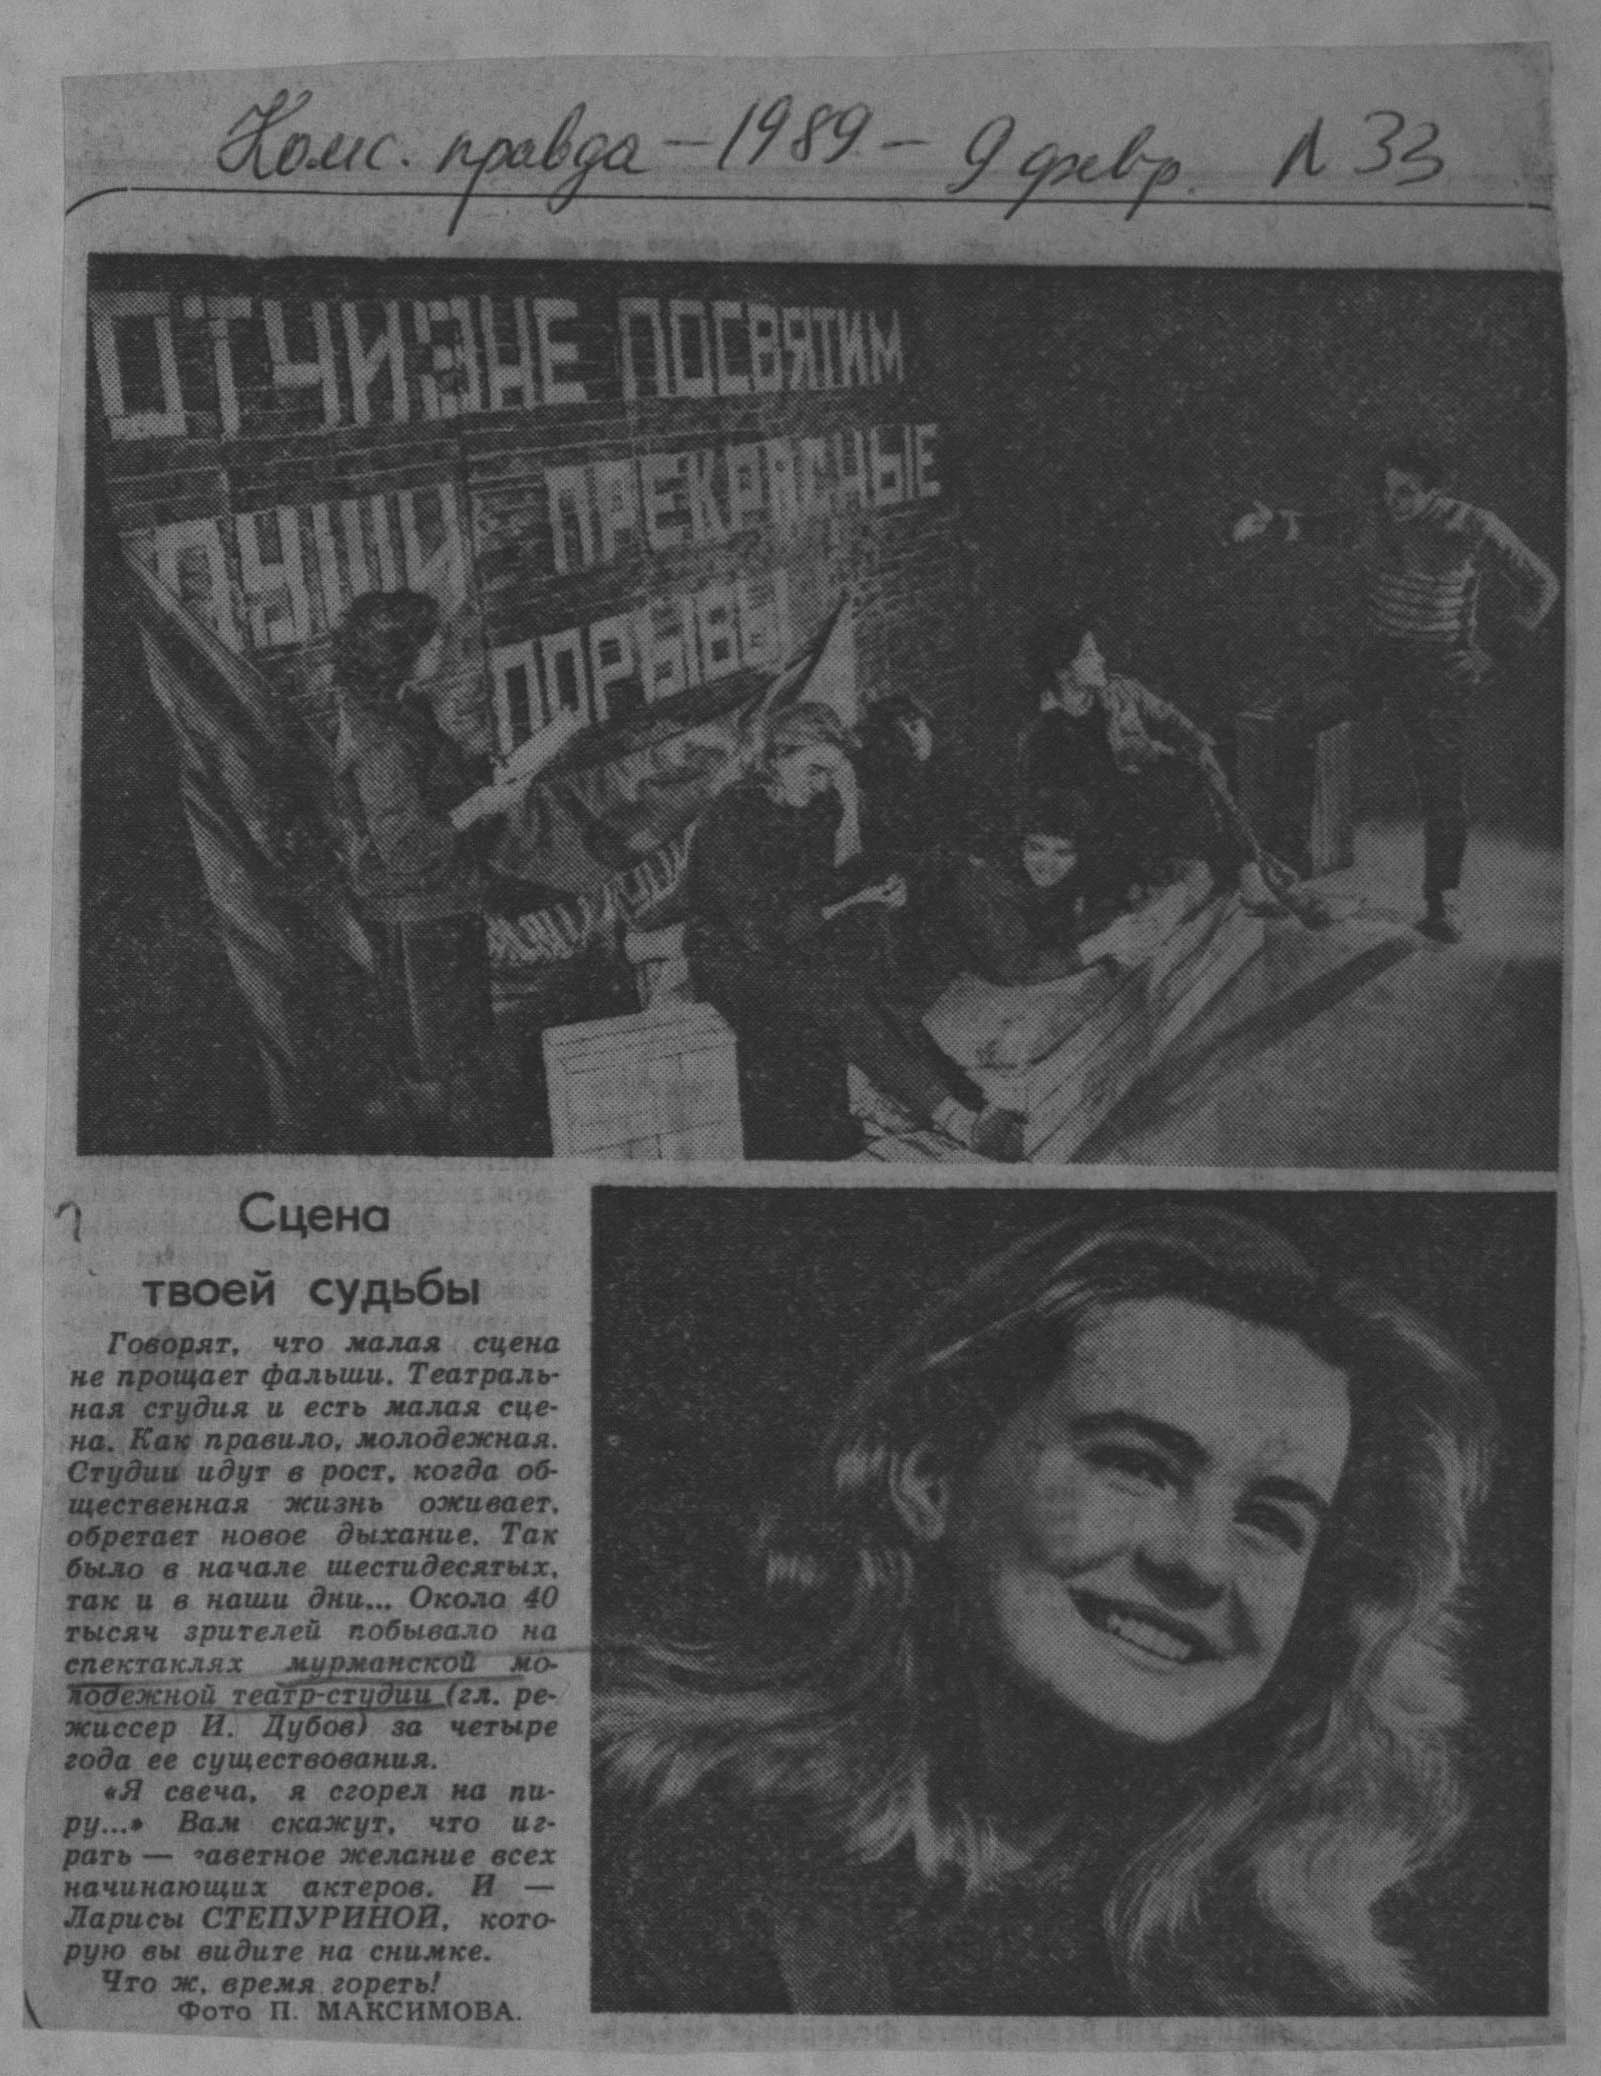 Комс. правда — 1989 — 9 февр. № 33
ОТЧИЗНЕ ПОСВЯТИМ
ДУШИ ПРЕКРАСНЫЕ
ПОРЫВЫ
Сцена
твоей судьбы
Говорят, что малая сцена
не прощает фальши. Театраль-
ная студия и есть малая сце-
на. Как правило, молодежная.
Студии идут в рост, когда об-
щественная жизнь оживает,
обретает новое дыхание. Так
было в начале шестидесятых,
так и в наши дни... Около 40
тысяч зрителей побывало на
спектаклях мурманской мо-
лодежной театр-студии (гл. ре-
жиссер И. Дубов) за четыре
года ее существования.
«Я свеча, я сгорел на пи-
ру...» Вам скажут, что иг-
рать — заветное желание всех
начинающих актеров. И —
Ларисы СТЕПУРИНОЙ, кото-
рую вы видите на снимке.
Что ж, время гореть!
Фото П. МАКСИМОВА.